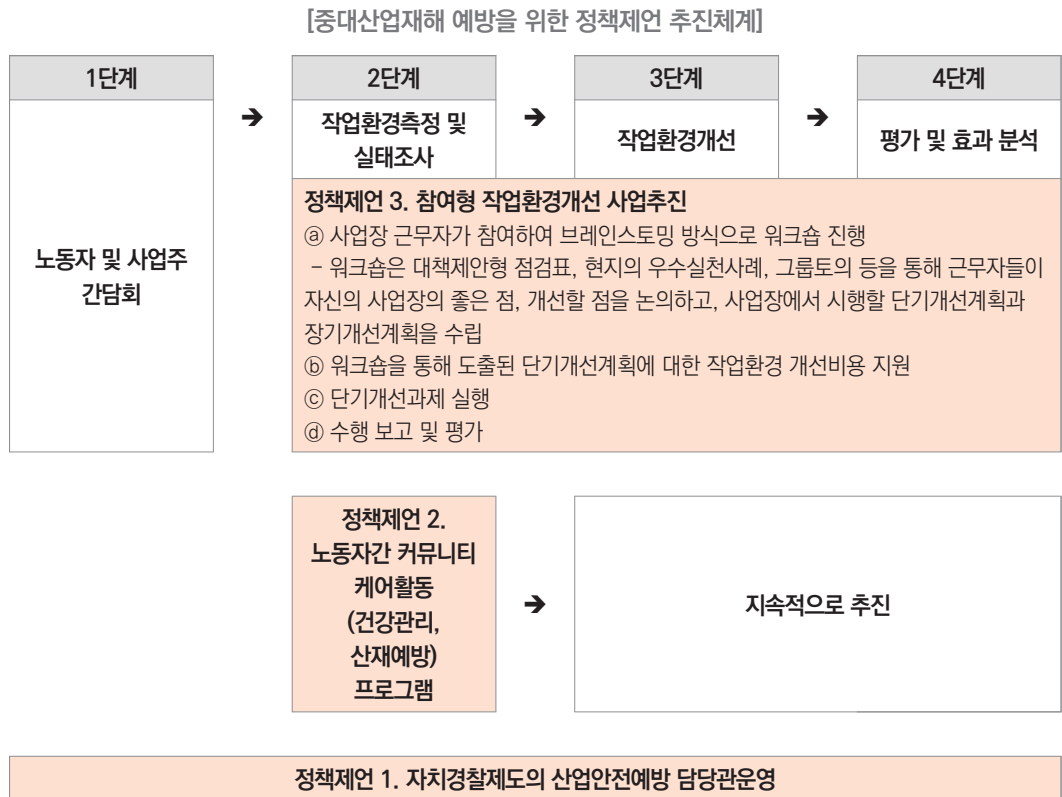 [중대산업재해 예방을 위한 정책제언 추진체계]
1단계
노동자 및 사업주
간담회
➔
2단계
작업환경측정 및
실태조사
➔
3단계
작업환경개선
➔
4단계
평가 및 효과 분석
정책제언 3. 참여형 작업환경개선 사업추진
ⓐ 사업장 근무자가 참여하여 브레인스토밍 방식으로 워크숍 진행
- 워크숍은 대책제안형 점검표, 현지의 우수실천사례, 그룹토의 등을 통해 근무자들이
자신의 사업장의 좋은 점, 개선할 점을 논의하고, 사업장에서 시행할 단기개선계획과
장기개선계획을 수립
ⓑ 워크숍을 통해 도출된 단기개선계획에 대한 작업환경 개선비용 지원
ⓒ 단기개선과제 실행
ⓓ 수행 보고 및 평가
정책제언 2.
노동자간 커뮤니티
케어활동
(건강관리,
산재예방)
프로그램
➔
지속적으로 추진
정책제언 1. 자치경찰제도의 산업안전예방 담당관운영